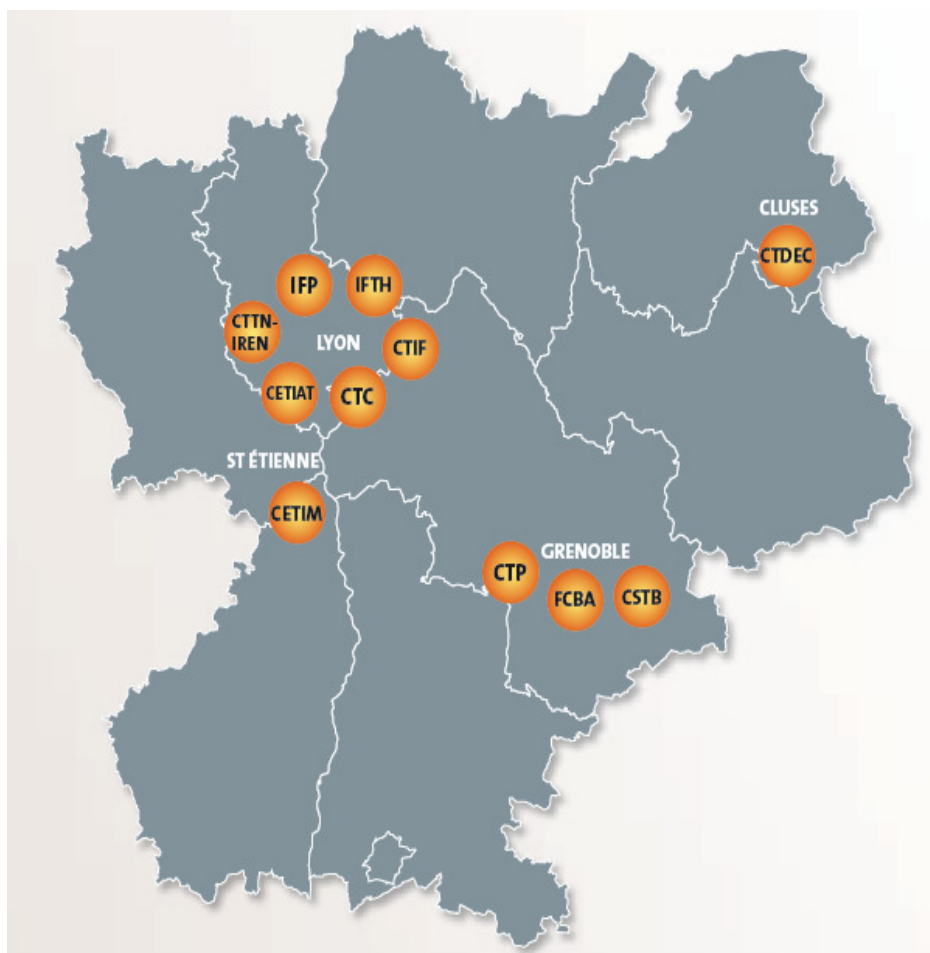 CLUSES
CTDEC
IFP
IFTH
CTTN-
IREN
LYON
CTIF
CETIAT
CTC
ST ÉTIENNE
CETIM
GRENOBLE
CTP
FCBA
CSTB